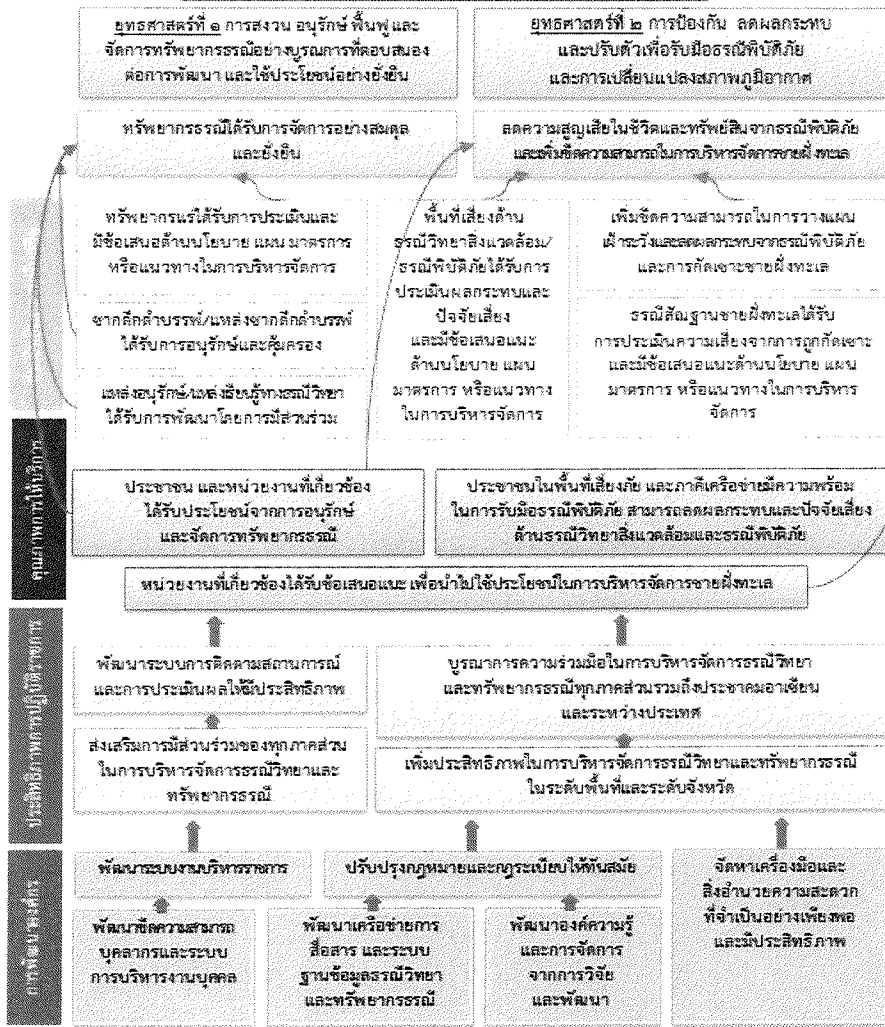 ยุทธศาสตร์ที่ ๑ การสงวน อนุรักษ์ ฟื้นฟู และ
จัดการทรัพยากรธรณีอย่างบูรณการที่ตอบสนอง
ต่อการพัฒนา และใช้ประโยชน์อย่างยั่งยืน
ยุทธศาสตร์ที่ ๒ การป้องกัน ลดผลกระทบ
และปรับตัวเพื่อรับมือธรณีพิบัติภัย
และการเปลี่ยนแปลงสภาพภูมิอากาศ
ทรัพยากรธรณีได้รับการจัดการอย่างสมดุล
และยั่งยืน
ลดความสูญเสียในชีวิตและทรัพย์สินจากธรณีพิบัติภัย
และเพิ่มขีดความสามารถในการบริหารจัดการชายฝั่งทะเล
ทรัพยากรแร่ได้รับการประเมินและ
มีข้อเสนอด้านนโยบาย แผน มาตรการ
หรือแนวทางในการบริหารจัดการ
ซากดึกดำบรรพ์/แหล่งซากดึกดำบรรพ์
ได้รับการอนุรักษ์และคุ้มครอง
แหล่งอนุรักษ์/แหล่งเรียนรู้ทางธรณีวิทยา
ได้รับการพัฒนาโดยการมีส่วนร่วม
พื้นที่เสี่ยงด้าน
ธรณีวิทยาสิ่งแวดล้อม/
ธรณีพิบัติภัยได้รับการ
ประเมินผลกระทบและ
ปัจจัยเสี่ยง
และมีข้อเสนอแนะ
ด้านนโยบาย แผน
มาตรการ หรือแนวทาง
ในการบริหารจัดการ
เพิ่มขีดความสามารถในการวางแผน
เฝ้าระวังและลดผลกระทบจากธรณีพิบัติภัย
และการกัดเซาะชายฝั่งทะเล
ธรณีสัณฐานชายฝั่งทะเลได้รับ
การประเมินความเสี่ยงจากการถูกกัดเซาะ
และมีข้อเสนอแนะด้านนโยบาย แผน
มาตรการ หรือแนวทางในการบริหาร
จัดการ
คุณภาพการให้บริการ
ประชาชน และหน่วยงานที่เกี่ยวข้อง
ได้รับประโยชน์จากการอนุรักษ์
และจัดการทรัพยากรธรณี
ประชาชนในพื้นที่เสี่ยงภัย และภาคีเครือข่ายมีความพร้อม
ในการรับมือธรณีพิบัติภัย สามารถลดผลกระทบและปัจจัยเสี่ยง
ด้านธรณีวิทยาสิ่งแวดล้อมและธรณีพิบัติภัย
หน่วยงานที่เกี่ยวข้องได้รับข้อเสนอแนะ เพื่อนำไปใช้ประโยชน์ในการบริหารจัดการชายฝั่งทะเล
ประสิทธิภาพการปฏิบัติราชการ
พัฒนาระบบการติดตามสถานการณ์
และการประเมินผลให้มีประสิทธิภาพ
บูรณาการความร่วมมือในการบริหารจัดการธรณีวิทยา
และทรัพยากรธรณีทุกภาคส่วนรวมถึงประชาคมอาเซียน
และระหว่างประเทศ
ส่งเสริมการมีส่วนร่วมของทุกภาคส่วน
ในการบริหารจัดการธรณีวิทยาและ
ทรัพยากรธรณี
เพิ่มประสิทธิภาพในการบริหารจัดการธรณีวิทยาและทรัพยากรธรณี
ในระดับพื้นที่และระดับจังหวัด
การพัฒนาองค์กร
พัฒนาระบบงานบริหารราชการ
ปรับปรุงกฎหมายและกฎระเบียบให้ทันสมัย
จัดหาเครื่องมือและ
สิ่งอำนวยความสะดวก
ที่จำเป็นอย่างเพียงพอ
และมีประสิทธิภาพ
พัฒนาขีดความสามารถ
บุคลากรและระบบ
การบริหารงานบุคคล
พัฒนาเครือข่ายการ
สื่อสาร และระบบ
ฐานข้อมูลธรณีวิทยา
และทรัพยากรธรณี
พัฒนาองค์ความรู้
และการจัดการ
จากการวิจัย
และพัฒนา